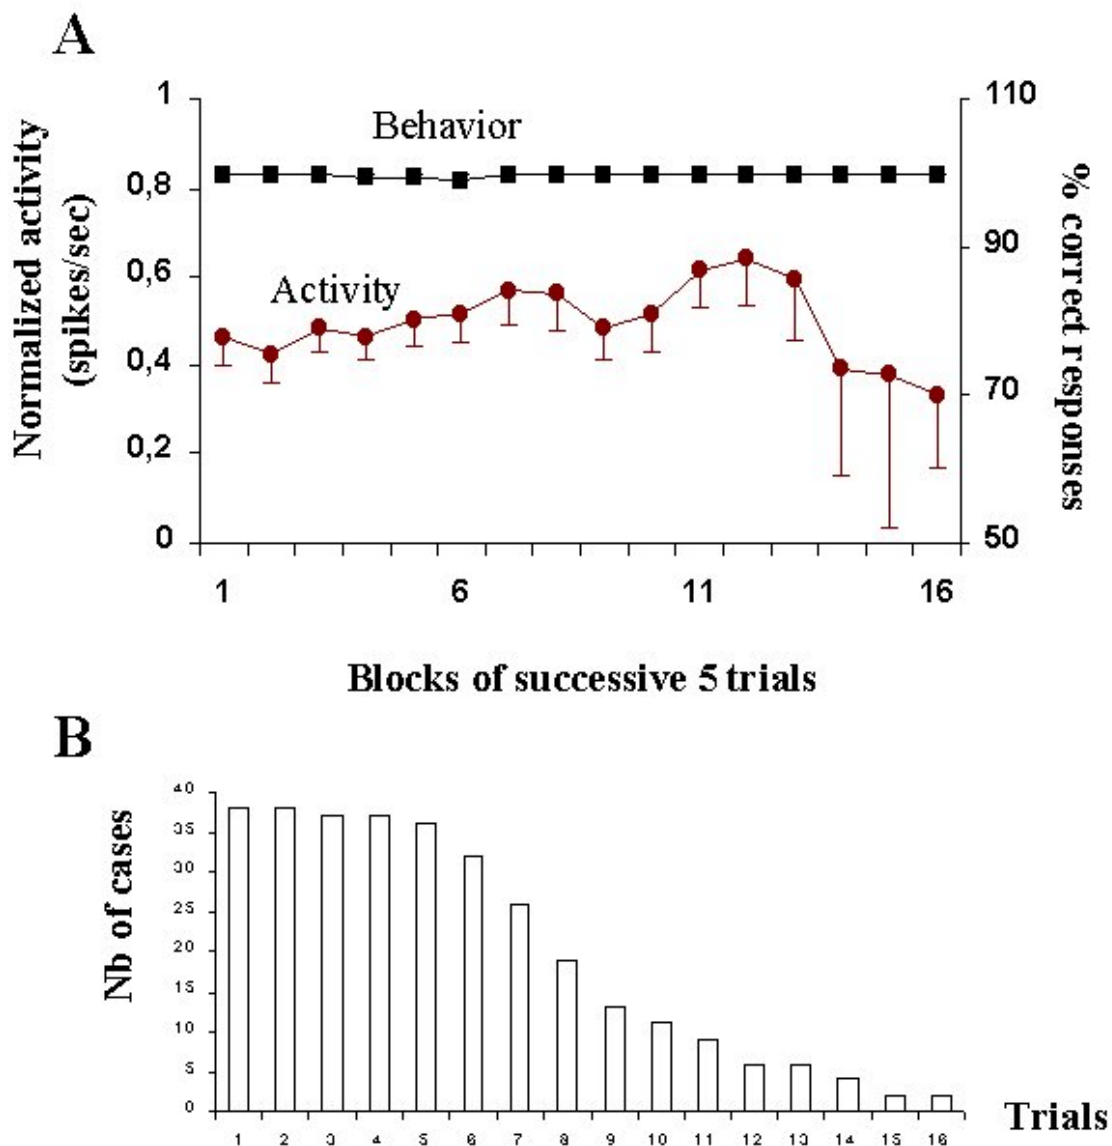 A
Normalized activity
(spikes/sec)
1
0,8
0,6
0,4
0,2
0
Behavior
Activity
110
90
70
50
% correct responses
1 6 11 16
Blocks of successive 5 trials
B
Nb of cases
40
35
30
25
20
15
10
5
0
1 2 3 4 5 6 7 8 9 10 11 12 13 14 15 16
Trials